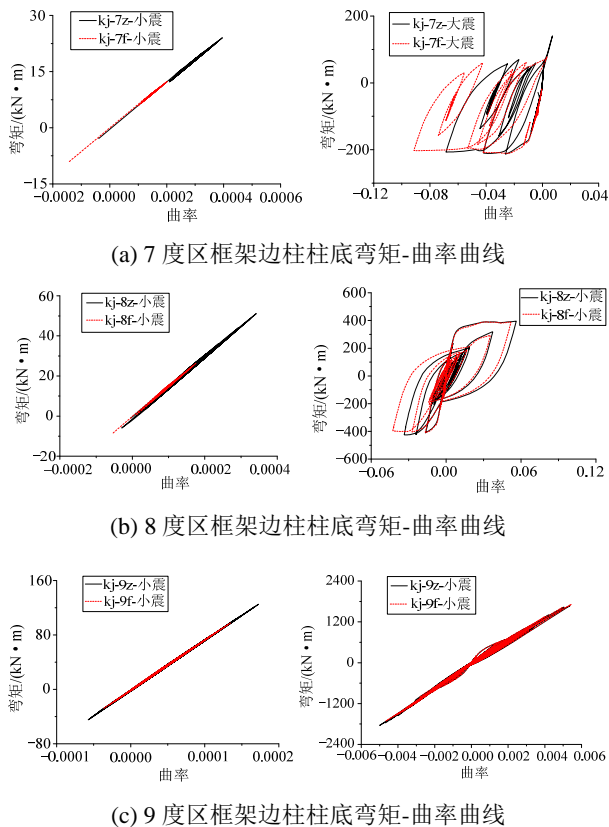 kj-7z-小震
kj-7f-小震
弯矩/(kN·m)
30
15
0
−15
−0.0002 0.0000 0.0002 0.0004 0.0006
曲率
kj-7z-大震
kj-7f-大震
弯矩/(kN·m)
200
0
−200
−0.12 −0.08 −0.04 0.00 0.04
曲率
(a) 7 度区框架边柱柱底弯矩-曲率曲线
kj-8z-小震
kj-8f-小震
弯矩/(kN·m)
60
40
20
0
−20
−0.0002 0.0000 0.0002 0.0004
曲率
kj-8z-小震
kj-8f-小震
弯矩/(kN·m)
600
400
200
0
−200
−400
−600
−0.06 0.00 0.06 0.12
曲率
(b) 8 度区框架边柱柱底弯矩-曲率曲线
kj-9z-小震
kj-9f-小震
弯矩/(kN·m)
160
80
0
−80
−0.0001 0.0000 0.0001 0.0002
曲率
kj-9z-小震
kj-9f-小震
弯矩/(kN·m)
2400
1200
0
−1200
−2400
−0.006 −0.004 −0.002 0.000 0.002 0.004 0.006
曲率
(c) 9 度区框架边柱柱底弯矩-曲率曲线